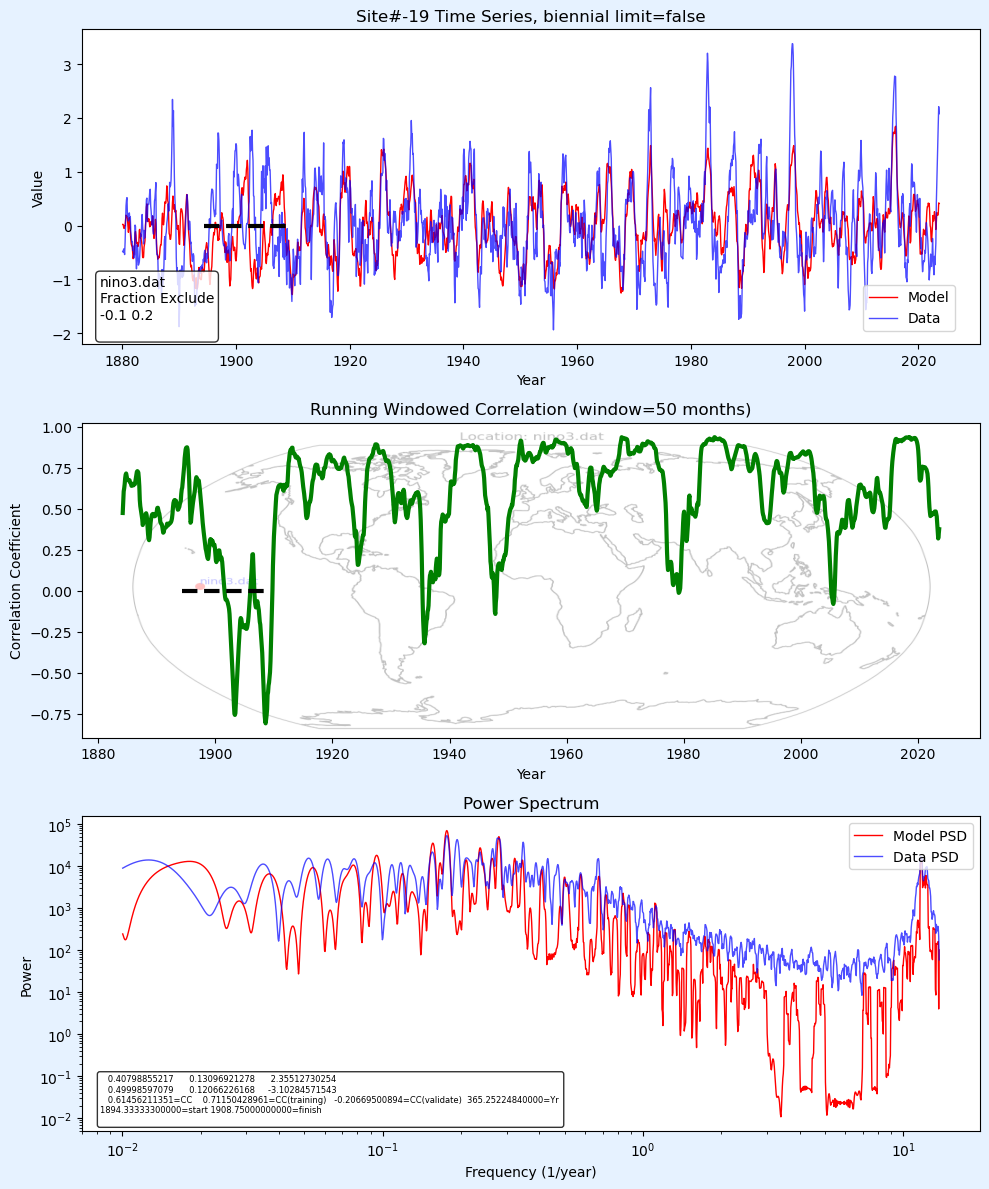 Site#-19 Time Series, biennial limit=false
Value
3
2
1
0
−1
−2
nino3.dat
Fraction Exclude
-0.1 0.2
Model
Data
1880 1900 1920 1940 1960 1980 2000 2020
Year
Running Windowed Correlation (window=50 months)
Location: nino3.dat
Correlation Coefficient
1.00
0.75
0.50
0.25
0.00
−0.25
−0.50
−0.75
nino3.dat
1880 1900 1920 1940 1960 1980 2000 2020
Year
Power Spectrum
Power
10^5
10^4
10^3
10^2
10^1
10^0
10^−1
10^−2
Model PSD
Data PSD
0.40798855217 0.13096921278 2.35512730254
0.49998597079 0.12066226168 -3.10284571543
0.61456211351=CC 0.71150428961=CC(training) -0.20669500894=CC(validate) 365.25224840000=Yr
1894.33333300000=start 1908.75000000000=finish
10^−2 10^−1 10^0 10^1
Frequency (1/year)